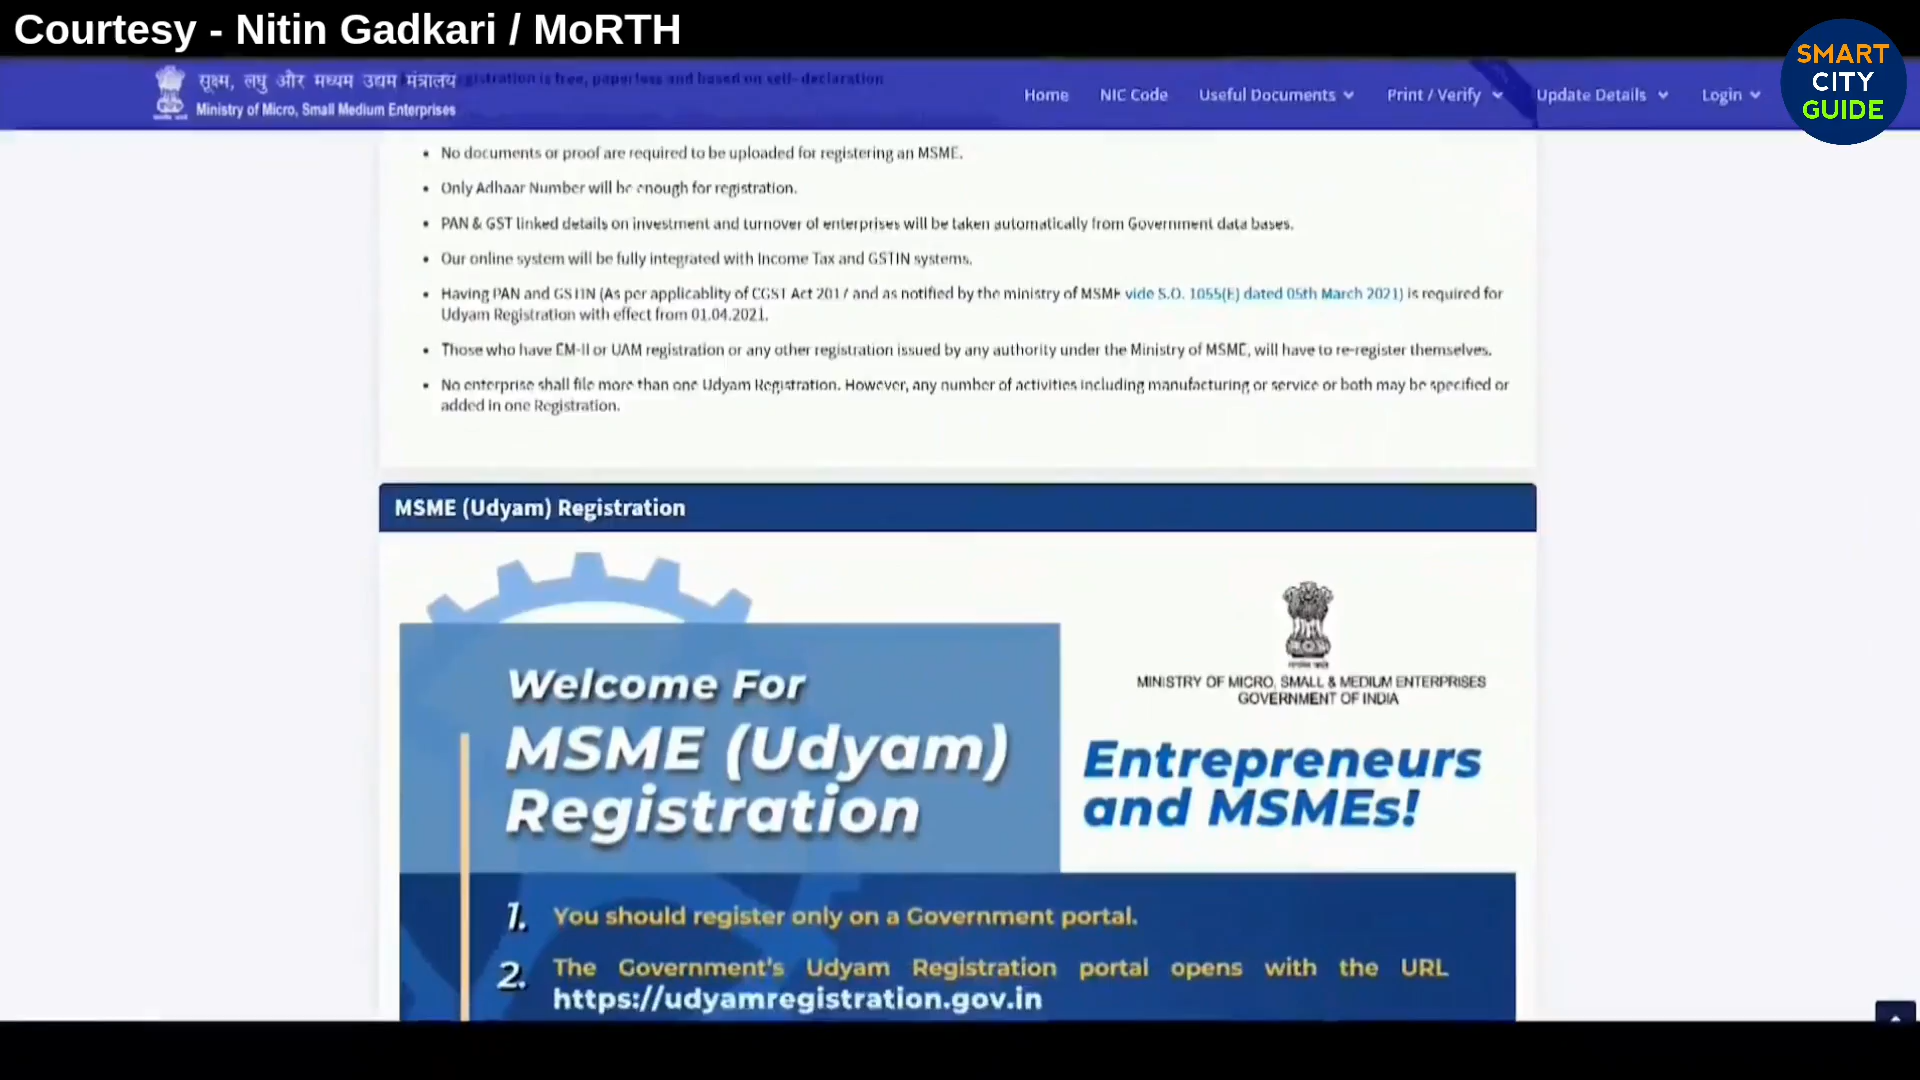 Courtesy - Nitin Gadkari / MoRTH
SMART
CITY
GUIDE
सूक्ष्म, लघु और मध्यम उद्यम मंत्रालय
Ministry of Micro, Small Medium Enterprises
registration is free, paperless and based on self-declaration
Home NIC Code Useful Documents Print / Verify Update Details Login
• No documents or proof are required to be uploaded for registering an MSME.
• Only Adhaar Number will be enough for registration.
• PAN & GST linked details on investment and turnover of enterprises will be taken automatically from Government data bases.
• Our online system will be fully integrated with Income Tax and GSTIN systems.
• Having PAN and GSTIN (As per applicablity of CGST Act 2017 and as notified by the ministry of MSME vide S.O. 1055(E) dated 05th March 2021) is required for
Udyam Registration with effect from 01.04.2021.
• Those who have EM-II or UAM registration or any other registration issued by any authority under the Ministry of MSME, will have to re-register themselves.
• No enterprise shall file more than one Udyam Registration. However, any number of activities including manufacturing or service or both may be specified or
added in one Registration.
MSME (Udyam) Registration
Welcome For
MSME (Udyam)
Registration
MINISTRY OF MICRO, SMALL & MEDIUM ENTERPRISES
GOVERNMENT OF INDIA
Entrepreneurs
and MSMEs!
1. You should register only on a Government portal.
2. The Government's Udyam Registration portal opens with the URL
https://udyamregistration.gov.in